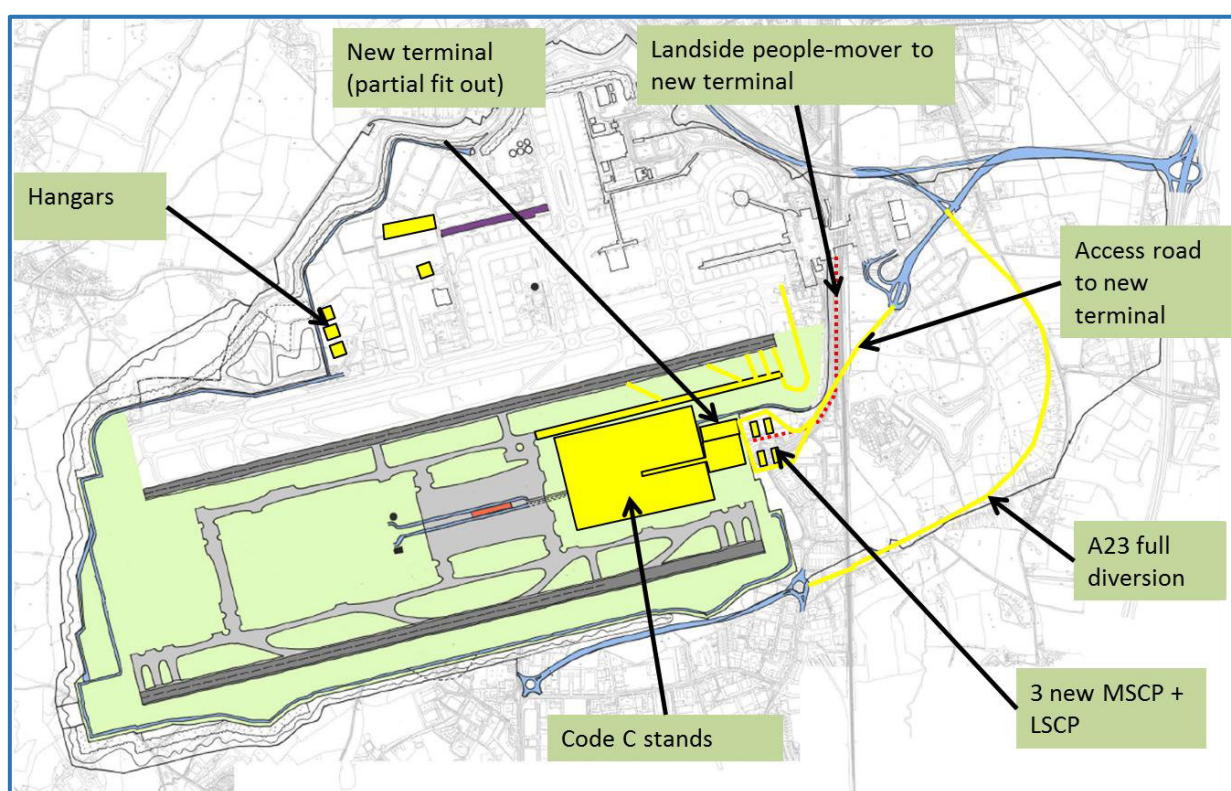 New terminal
(partial fit out)
Landside people-mover to
new terminal
Hangars
Access road
to new
terminal
A23 full
diversion
3 new MSCP +
LSCP
Code C stands